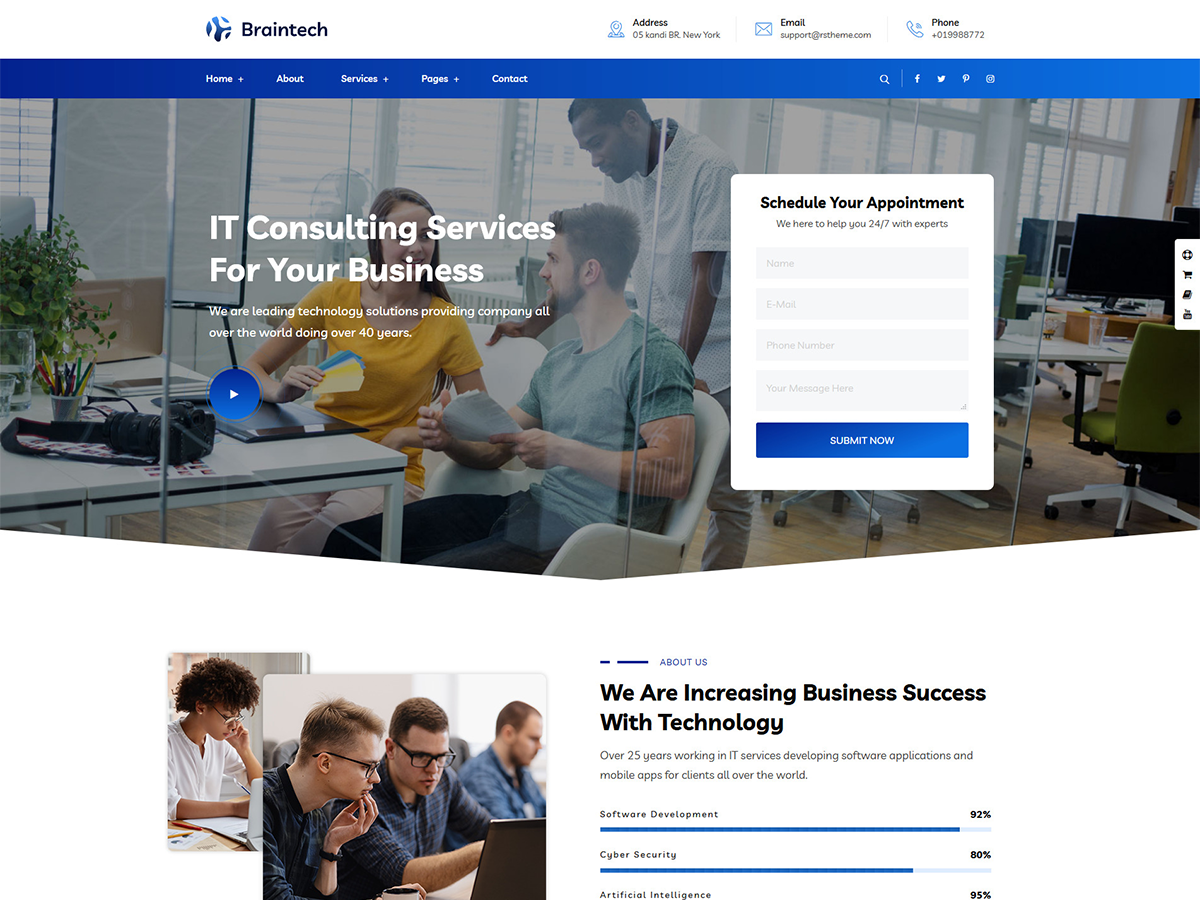 Braintech
Address
05 kandi BR. New York
Email
support@rstheme.com
Phone
+019988772
Home +
About
Services +
Pages +
Contact
IT Consulting Services
For Your Business
We are leading technology solutions providing company all
over the world doing over 40 years.
Schedule Your Appointment
We here to help you 24/7 with experts
Name
E-Mail
Phone Number
Your Message Here
SUBMIT NOW
ABOUT US
We Are Increasing Business Success
With Technology
Over 25 years working in IT services developing software applications and
mobile apps for clients all over the world.
Software Development 92%
Cyber Security 80%
Artificial Intelligence 95%